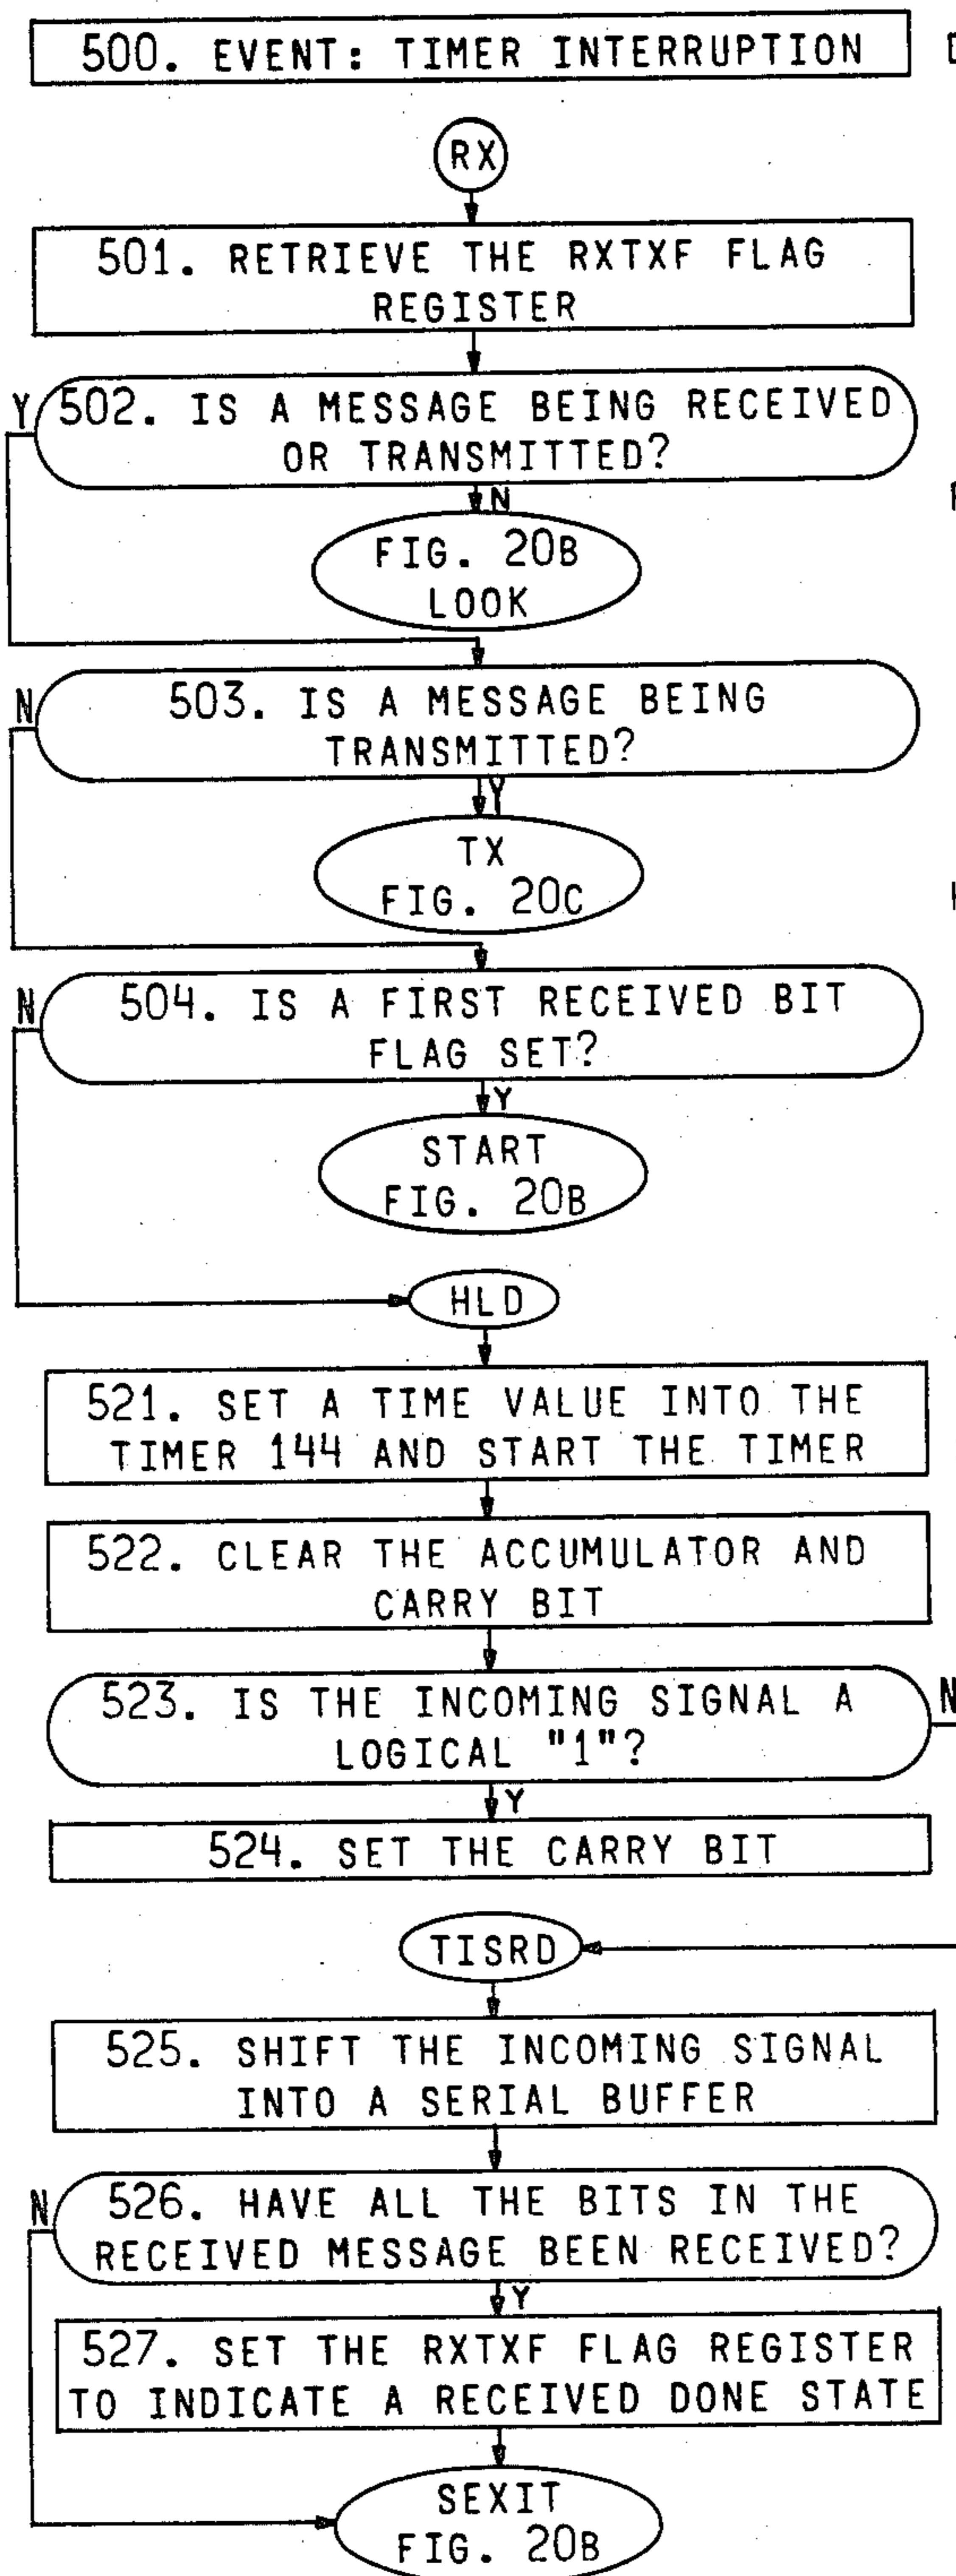 500. EVENT: TIMER INTERRUPTION
RX
501. RETRIEVE THE RXTXF FLAG
REGISTER
Y
502. IS A MESSAGE BEING RECEIVED
OR TRANSMITTED?
N
FIG. 20B
LOOK
N
503. IS A MESSAGE BEING
TRANSMITTED?
Y
TX
FIG. 20C
N
504. IS A FIRST RECEIVED BIT
FLAG SET?
Y
START
FIG. 20B
HLD
521. SET A TIME VALUE INTO THE
TIMER 144 AND START THE TIMER
522. CLEAR THE ACCUMULATOR AND
CARRY BIT
523. IS THE INCOMING SIGNAL A
LOGICAL "1"?
N
Y
524. SET THE CARRY BIT
TISRD
525. SHIFT THE INCOMING SIGNAL
INTO A SERIAL BUFFER
N
526. HAVE ALL THE BITS IN THE
RECEIVED MESSAGE BEEN RECEIVED?
Y
527. SET THE RXTXF FLAG REGISTER
TO INDICATE A RECEIVED DONE STATE
SEXIT
FIG. 20B